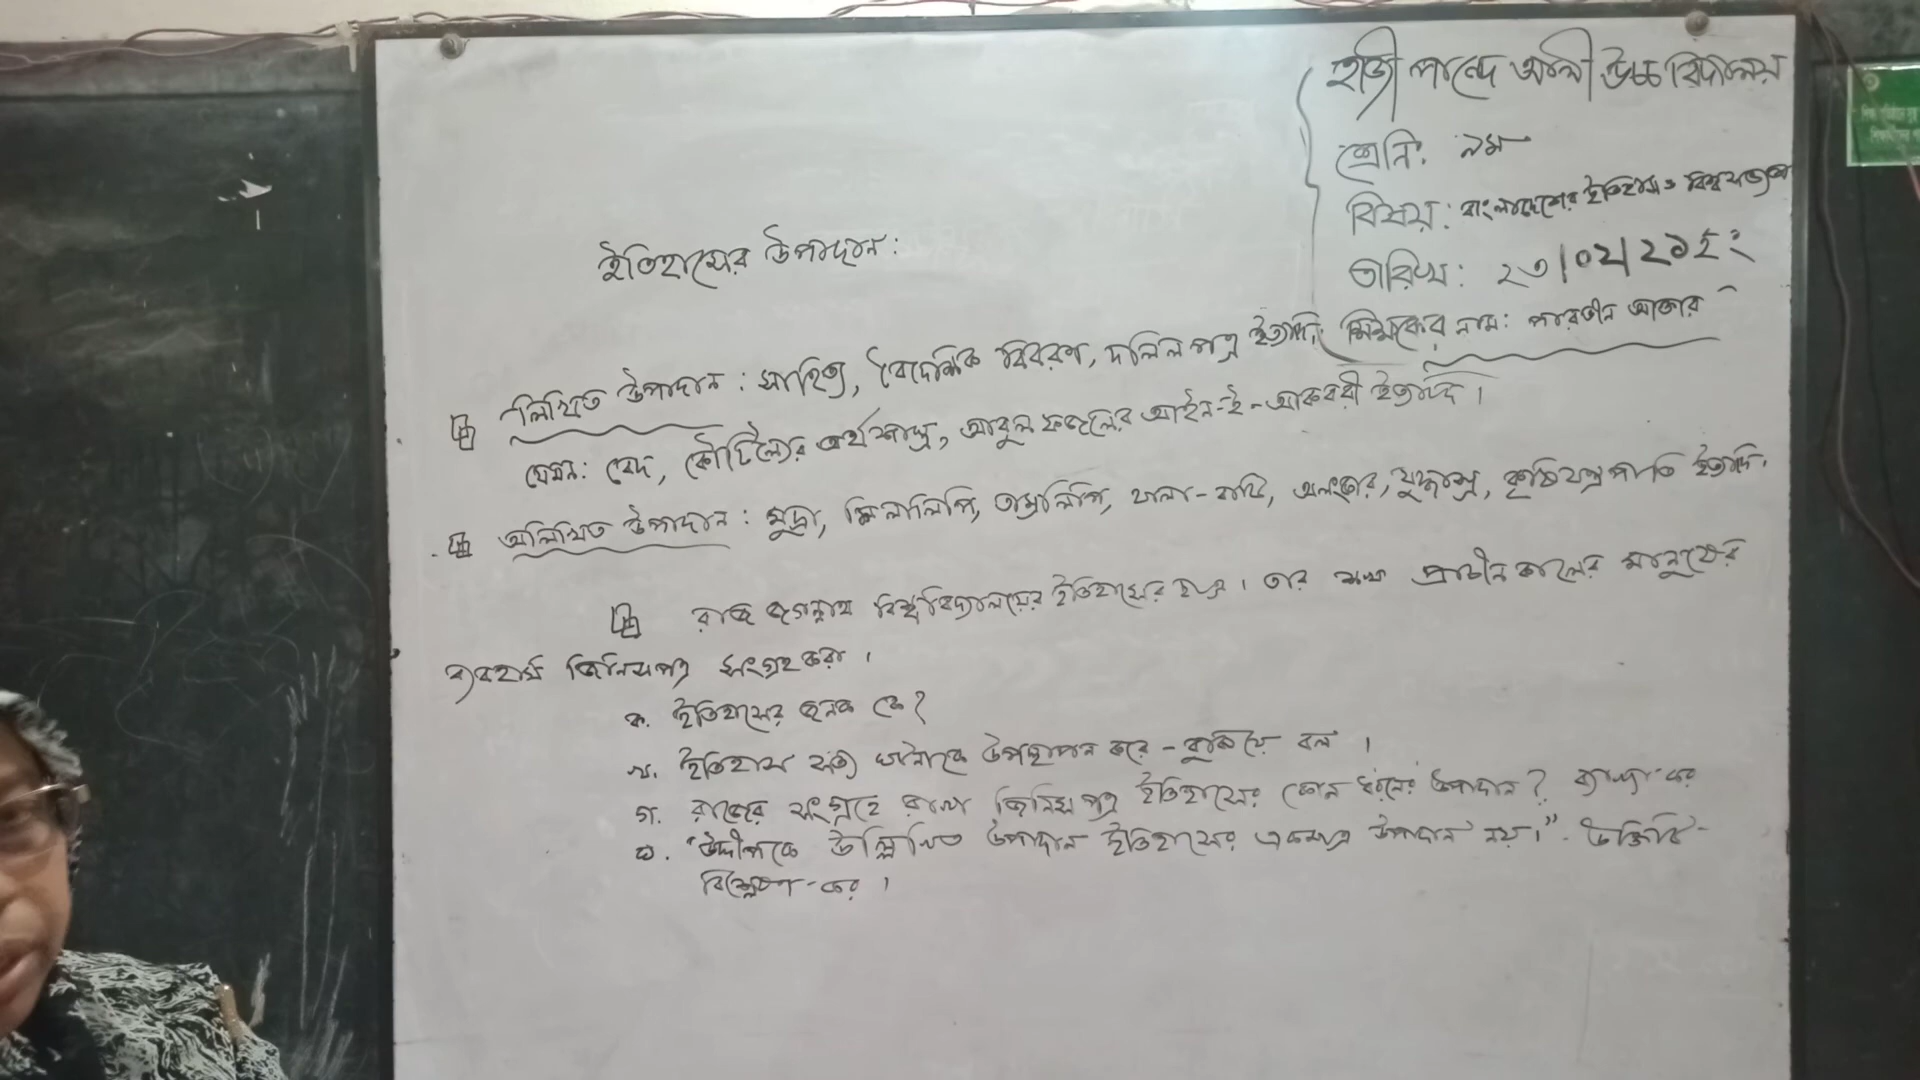 হাজী পান্দে আলী উচ্চ বিদ্যালয়
শ্রেনি: ৯ম
বিষয়: বাংলাদেশের ইতিহাস ও বিশ্বসভ্যতা
তারিখ: ২৩/০২/২
শিক্ষকের নাম: পারভীন আক্তার
ইতিহাসের উপাদান:
লিখিত উপাদান: সাহিত্য, বৈদেশিক বিবরণ, দলিলপত্র ইত্যাদি,
যেমন: বেদ, কৌটিল্যের অর্থশাস্ত্র, আবুল ফজলের আইন-ই-আকবরী ইত্যাদি।
অলিখিত উপাদান: মুদ্রা, শিলালিপি, তাম্রলিপি, থালা-বাটি, অলংকার, যুদ্ধাস্ত্র, কৃষিযন্ত্রপাতি ইত্যাদি।
রাজ জগন্নাথ বিশ্ববিদ্যালয়ের ইতিহাসের ছাত্র। তার শখ প্রাচীন কালের মানুষের
ব্যবহার্য জিনিসপত্র সংগ্রহ করা।
ক. ইতিহাসের জনক কে?
খ. ইতিহাস সত্য ঘটনাকে উপস্থাপন করে - বুঝিয়ে বল।
গ. রাজের সংগ্রহে রাখা জিনিসপত্র ইতিহাসের কোন ধরনের উপাদান? ব্যাখ্যা কর
ঘ. "উদ্দীপকে উল্লিখিত উপাদান ইতিহাসের একমাত্র উপাদান নয়।" - উক্তিটি -
বিশ্লেষণ কর।